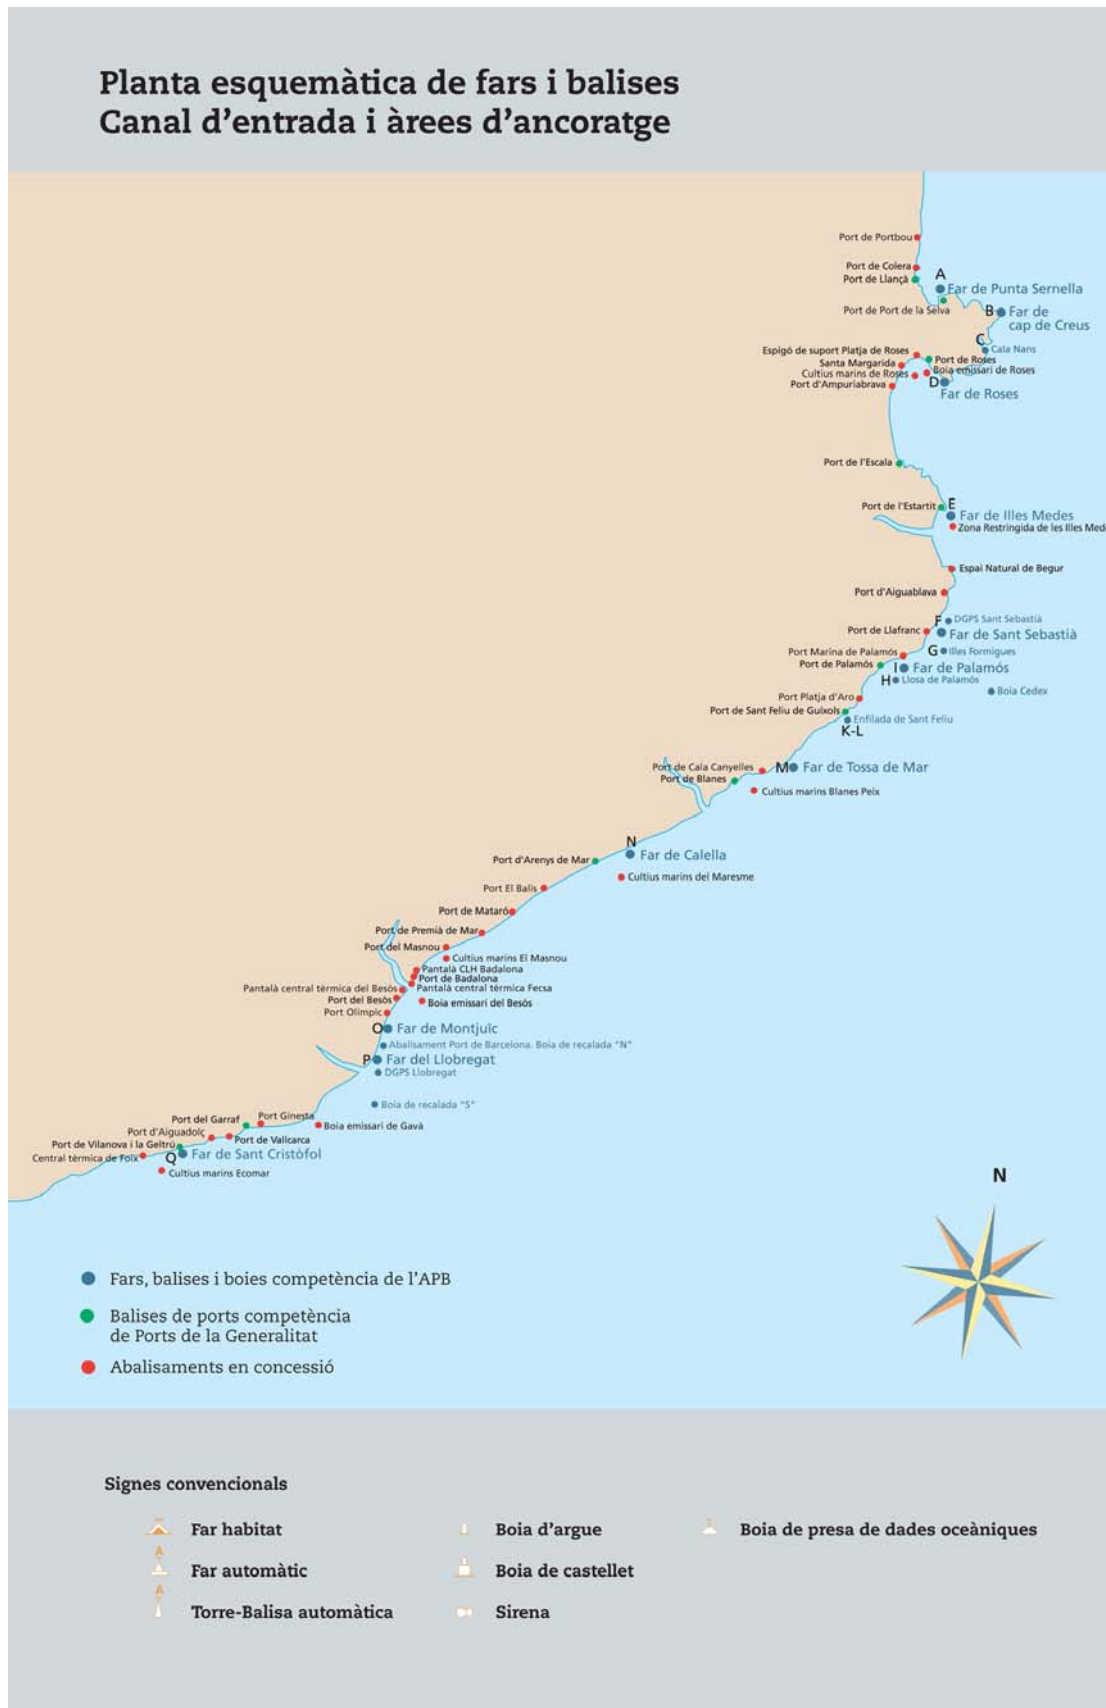 Planta esquemàtica de fars i balises
Canal d'entrada i àrees d'ancoratge
Port de Portbou
Port de Colera
A
Port de Llançà
Far de Punta Sernella
Port de Port de la Selva
B
Far de
cap de Creus
C
Cala Nans
Espigó de suport Platja de Roses
Port de Roses
Santa Margarida
Boia emissari de Roses
Cultius marins de Roses
D
Port d'Ampuriabrava
Far de Roses
Port de l'Escala
Port de l'Estartit
E
Far de Illes Medes
Zona Restringida de les Illes Med
Espai Natural de Begur
Port d'Aiguablava
F
DGPS Sant Sebastià
Port de Llafranc
Far de Sant Sebastià
Port Marina de Palamós
G
Illes Formigues
Port de Palamós
I
Far de Palamós
H
Llosa de Palamós
Boia Cedex
Port Platja d'Aro
Port de Sant Feliu de Guíxols
Enfilada de Sant Feliu
K-L
Port de Cala Canyelles
M
Far de Tossa de Mar
Port de Blanes
Cultius marins Blanes Peix
N
Far de Calella
Port d'Arenys de Mar
Cultius marins del Maresme
Port El Balís
Port de Mataró
Port de Premià de Mar
Port del Masnou
Cultius marins El Masnou
Pantalà CLH Badalona
Port de Badalona
Pantalà central tèrmica del Besòs
Pantalà central tèrmica Fecsa
Port del Besòs
Boia emissari del Besòs
Port Olímpic
O
Far de Montjuïc
Abalisament Port de Barcelona. Boia de recalada "N"
P
Far del Llobregat
DGPS Llobregat
Boia de recalada "S"
Port del Garraf
Port Ginesta
Boia emissari de Gavà
Port d'Aiguadolç
Port de Vallcarca
Port de Vilanova i la Geltrú
Central tèrmica de Foix
Q
Far de Sant Cristòfol
Cultius marins Ecomar
N
Fars, balises i boies competència de l'APB
Balises de ports competència
de Ports de la Generalitat
Abalisaments en concessió
Signes convencionals
Far habitat
Boia d'argue
Boia de presa de dades oceàniques
A
Far automàtic
Boia de castellet
A
Torre-Balisa automàtica
Sirena